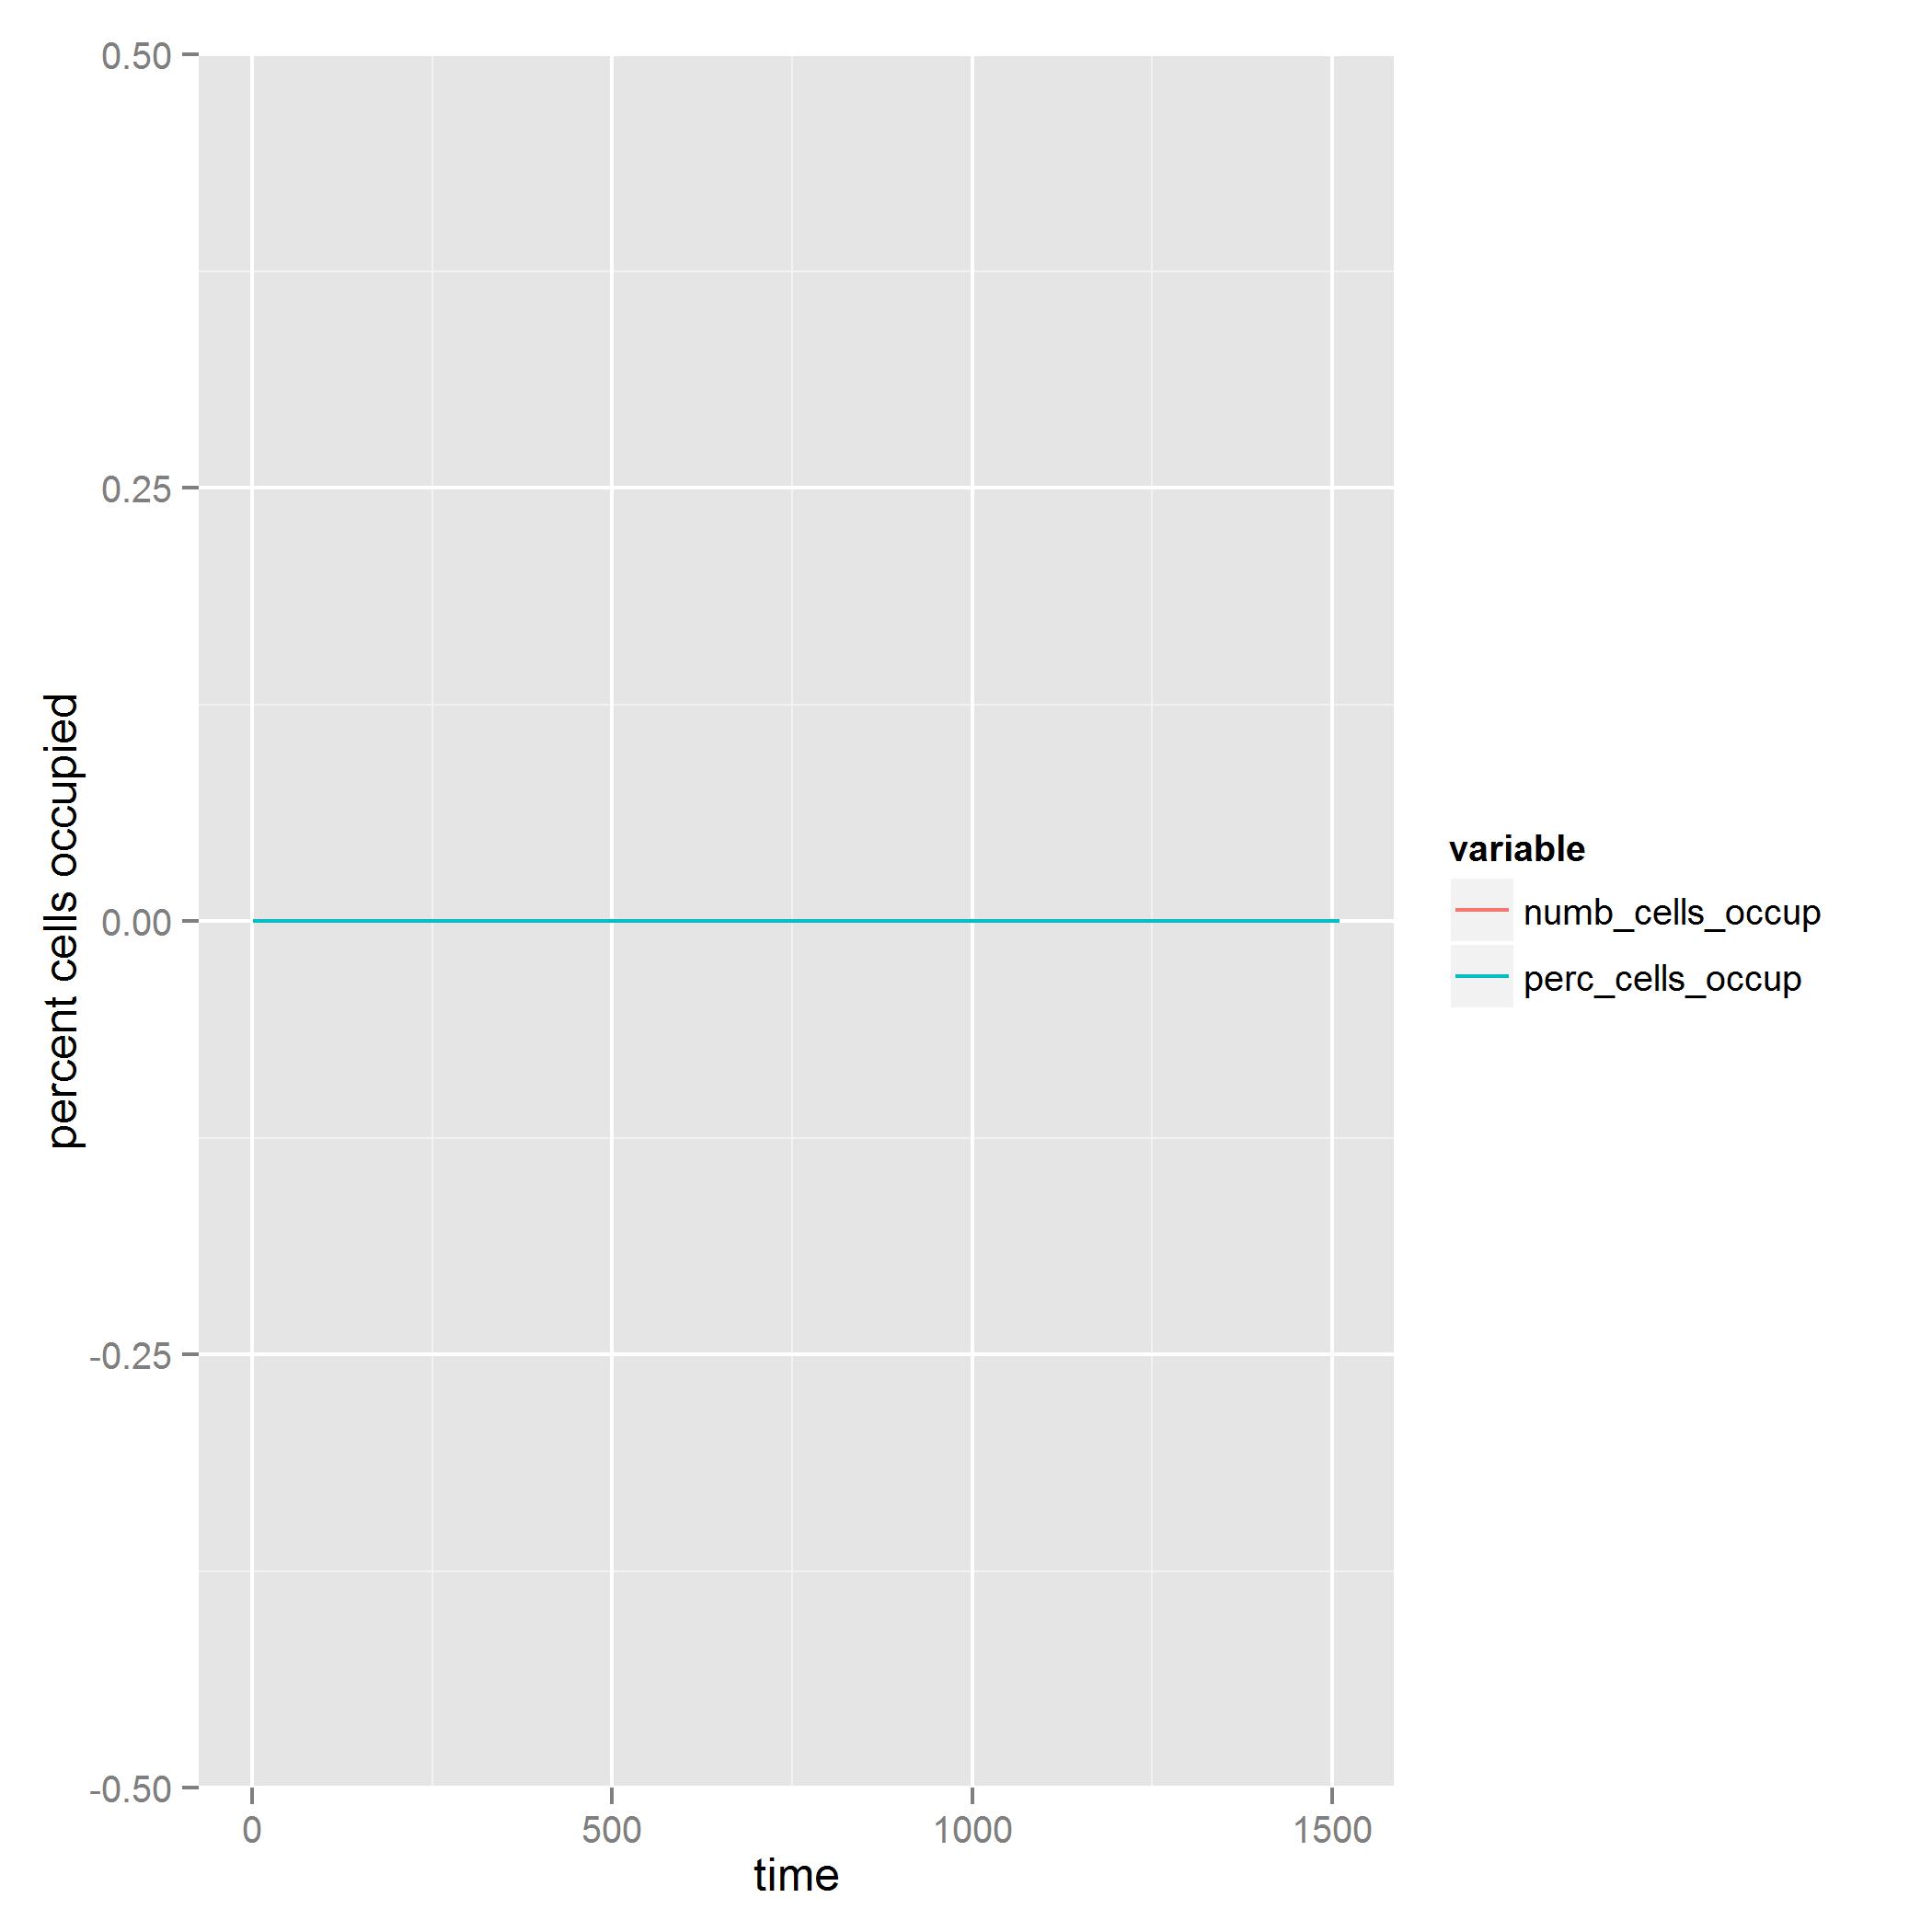 percent cells occupied
0.50
0.25
0.00
-0.25
-0.50
0 500 1000 1500
time
variable
numb_cells_occup
perc_cells_occup